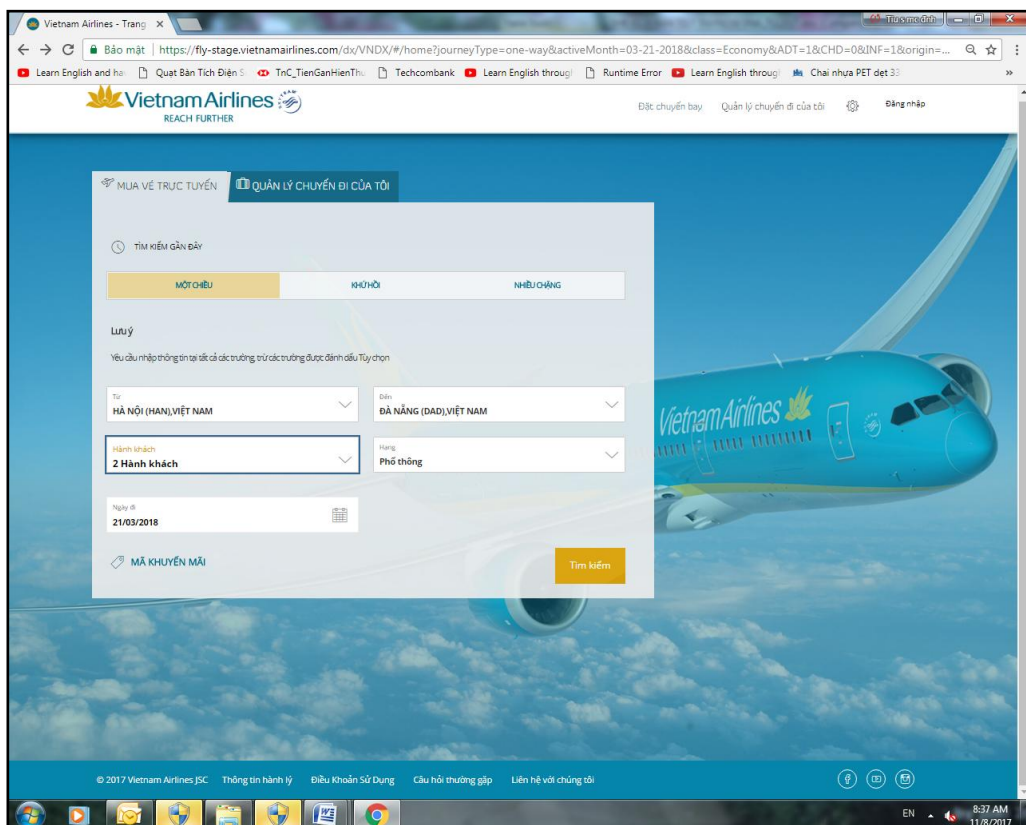 Vietnam Airlines - Trang
Bảo mật https://fly-stage.vietnamairlines.com/dx/VNDX/#/home?journeyType=one-way&activeMonth=03-21-2018&class=Economy&ADT=1&CHD=0&INF=1&origin=...
Learn English and ha Quạt Bàn Tích Điện S TnC_TienGanHienThu Techcombank Learn English throug Runtime Error Learn English throug Chai nhựa PET dẹt 33 »
Vietnam Airlines
REACH FURTHER
Đặt chuyến bay Quản lý chuyến đi của tôi Đăng nhập
MUA VÉ TRỰC TUYẾN QUẢN LÝ CHUYẾN ĐI CỦA TÔI
TÌM KIẾM GẦN ĐÂY
MỘT CHIỀU KHỨ HỒI NHIỀU CHẶNG
Lưu ý
Yêu cầu nhập thông tin tại tất cả các trường, trừ các trường được đánh dấu Tùy chọn
Từ Đến
HÀ NỘI (HAN),VIỆT NAM ĐÀ NẴNG (DAD),VIỆT NAM
Hành khách Hạng
2 Hành khách Phổ thông
Ngày đi
21/03/2018
MÃ KHUYẾN MÃI Tìm kiếm
Vietnam Airlines
© 2017 Vietnam Airlines JSC Thông tin hành lý Điều Khoản Sử Dụng Câu hỏi thường gặp Liên hệ với chúng tôi
EN 8:37 AM
11/8/2017